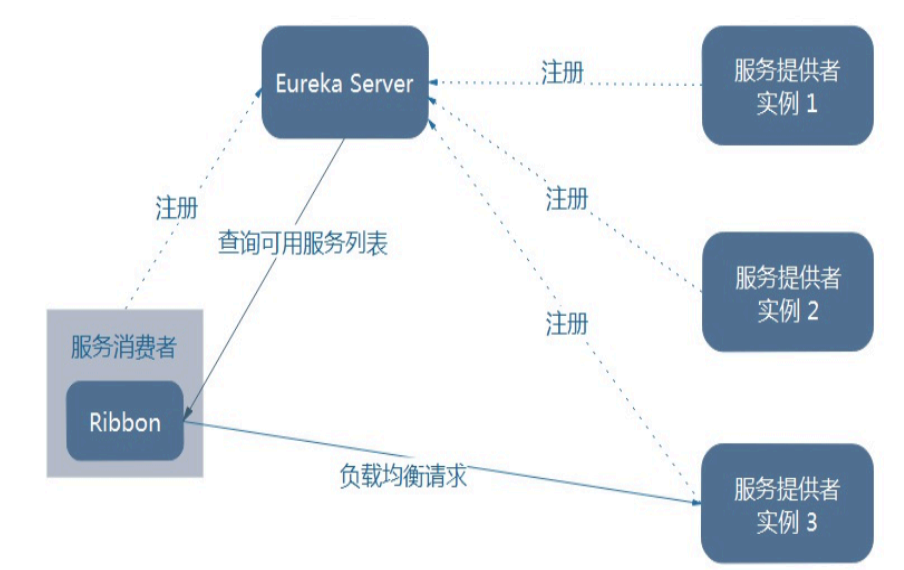 Eureka Server
注册
服务提供者
实例 1
注册
注册
查询可用服务列表
服务提供者
实例 2
注册
服务消费者
Ribbon
负载均衡请求
服务提供者
实例 3